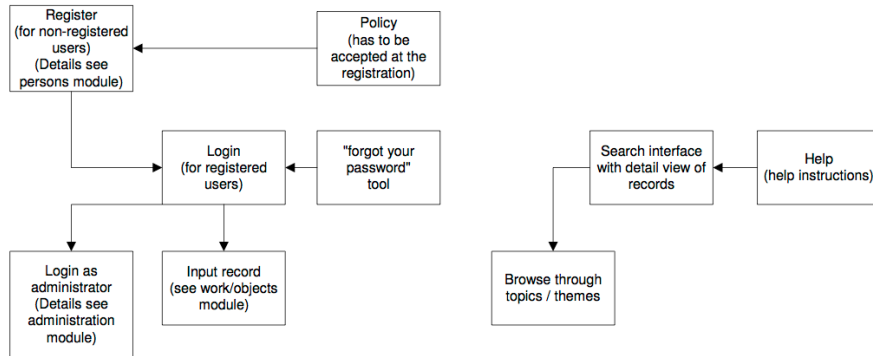 Register
(for non-registered
users)
(Details see
persons module)
Policy
(has to be
accepted at the
registration)
Login
(for registered
users)
"forgot your
password"
tool
Search interface
with detail view of
records
Help
(help instructions)
Login as
administrator
(Details see
administration
module)
Input record
(see work/objects
module)
Browse through
topics / themes